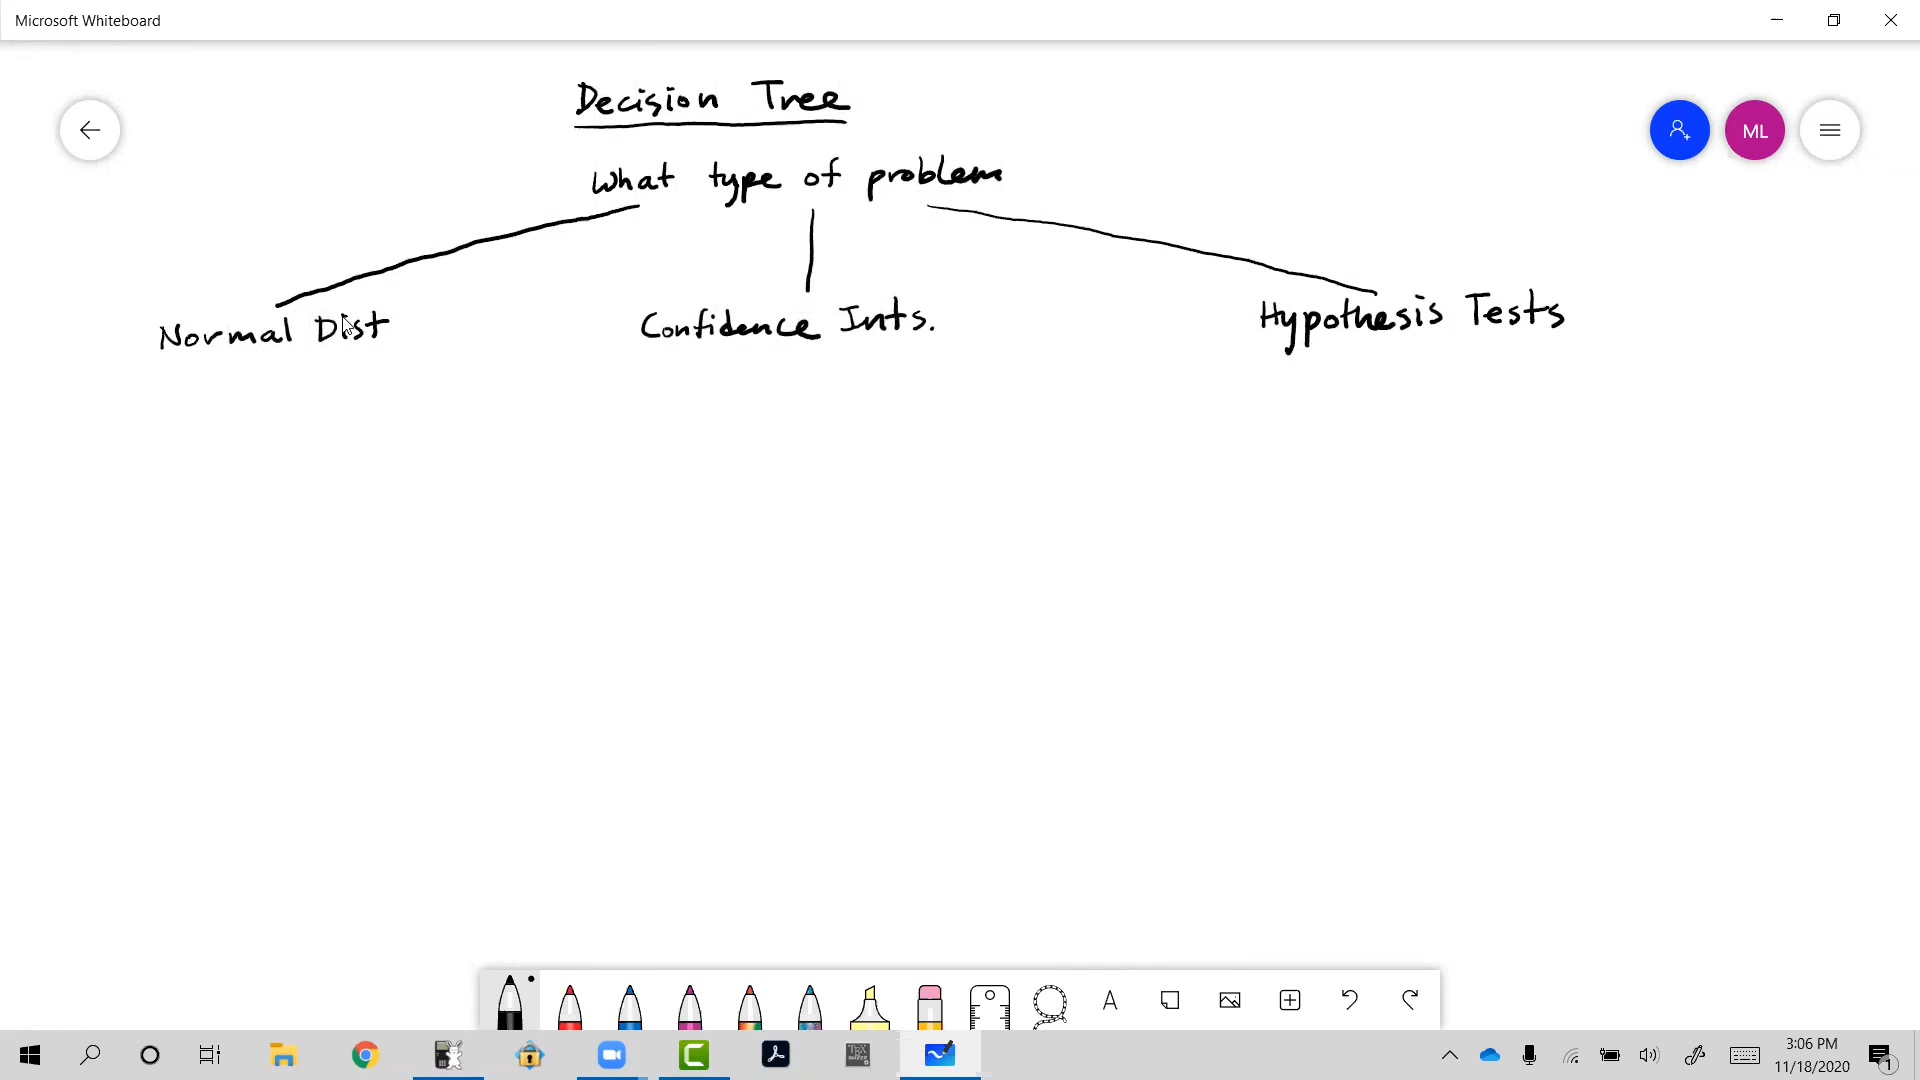 Microsoft Whiteboard
Decision Tree
ML
What type of problem
Normal Dist
Confidence Ints.
Hypothesis Tests
A
3:06 PM
11/18/2020
1